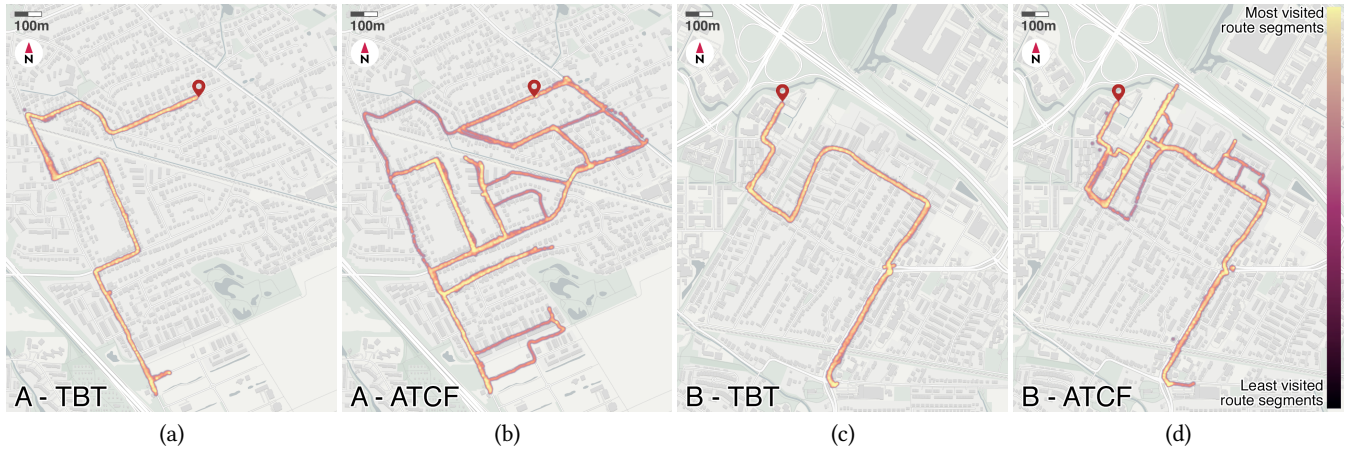 100m
N
A - TBT
100m
N
A - ATCF
100m
N
B - TBT
100m
N
B - ATCF
Most visited
route segments
Least visited
route segments
(a)
(b)
(c)
(d)